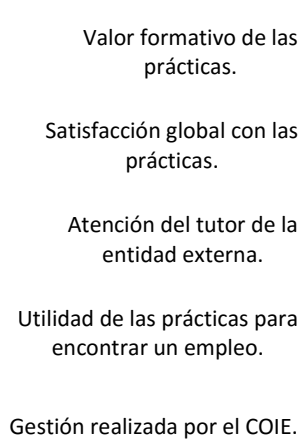 Valor formativo de las
prácticas.
Satisfacción global con las
prácticas.
Atención del tutor de la
entidad externa.
Utilidad de las prácticas para
encontrar un empleo.
Gestión realizada por el COIE.